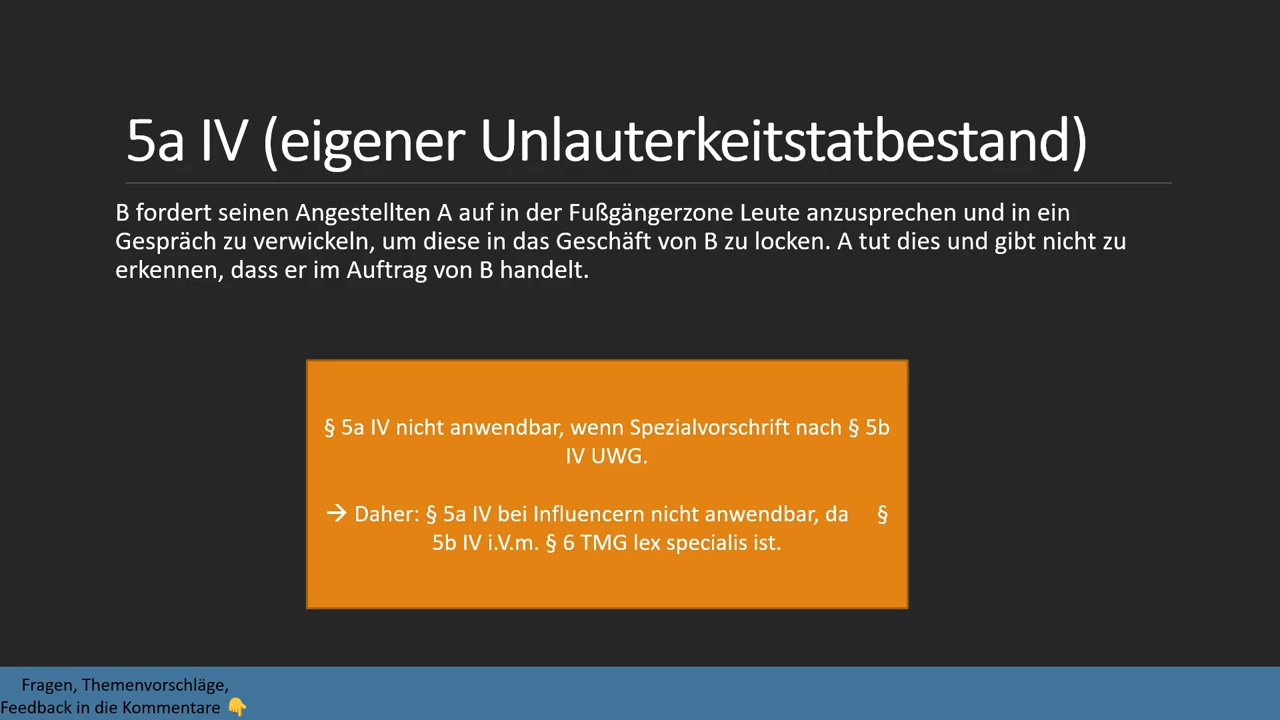 5a IV (eigener Unlauterkeitstatbestand)
B fordert seinen Angestellten A auf in der Fußgängerzone Leute anzusprechen und in ein
Gespräch zu verwickeln, um diese in das Geschäft von B zu locken. A tut dies und gibt nicht zu
erkennen, dass er im Auftrag von B handelt.
§ 5a IV nicht anwendbar, wenn Spezialvorschrift nach § 5b
IV UWG.
→ Daher: § 5a IV bei Influencern nicht anwendbar, da §
5b IV i.V.m. § 6 TMG lex specialis ist.
Fragen, Themenvorschläge,
Feedback in die Kommentare 👇